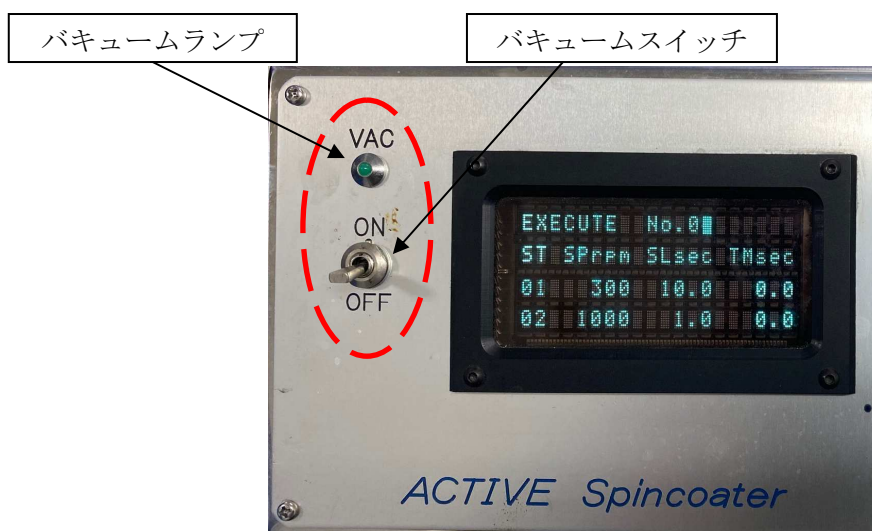 バキュームランプ
バキュームスイッチ
VAC
ON
OFF
EXECUTE No.0
ST SPrpm SLsec TMsec
01 300 10.0 0.0
02 1000 1.0 0.0
ACTIVE Spincoater